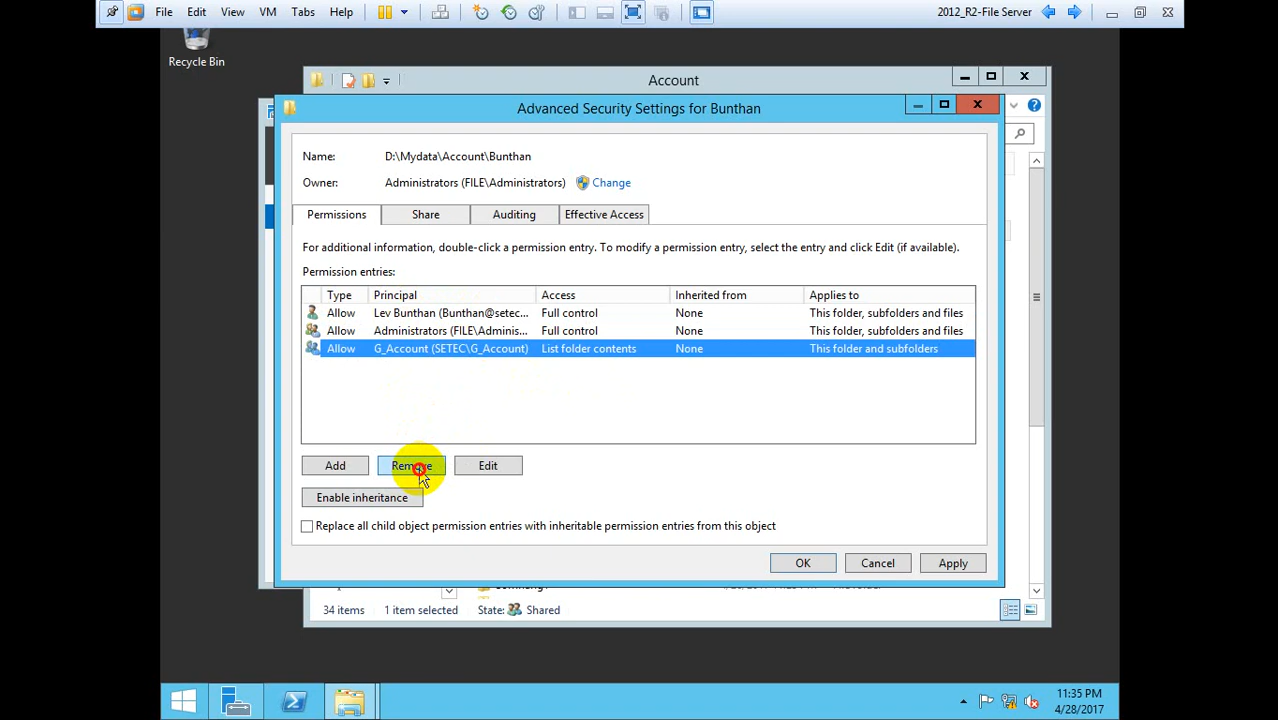 File Edit View VM Tabs Help 2012_R2-File Server
Recycle Bin
Account
Advanced Security Settings for Bunthan
Name: D:\Mydata\Account\Bunthan
Owner: Administrators (FILE\Administrators) Change
Permissions Share Auditing Effective Access
For additional information, double-click a permission entry. To modify a permission entry, select the entry and click Edit (if available).
Permission entries:
Type Principal Access Inherited from Applies to
Allow Lev Bunthan (Bunthan@setec... Full control None This folder, subfolders and files
Allow Administrators (FILE\Adminis... Full control None This folder, subfolders and files
Allow G_Account (SETEC\G_Account) List folder contents None This folder and subfolders
Add Remove Edit
Enable inheritance
Replace all child object permission entries with inheritable permission entries from this object
OK Cancel Apply
34 items 1 item selected State: Shared
11:35 PM
4/28/2017